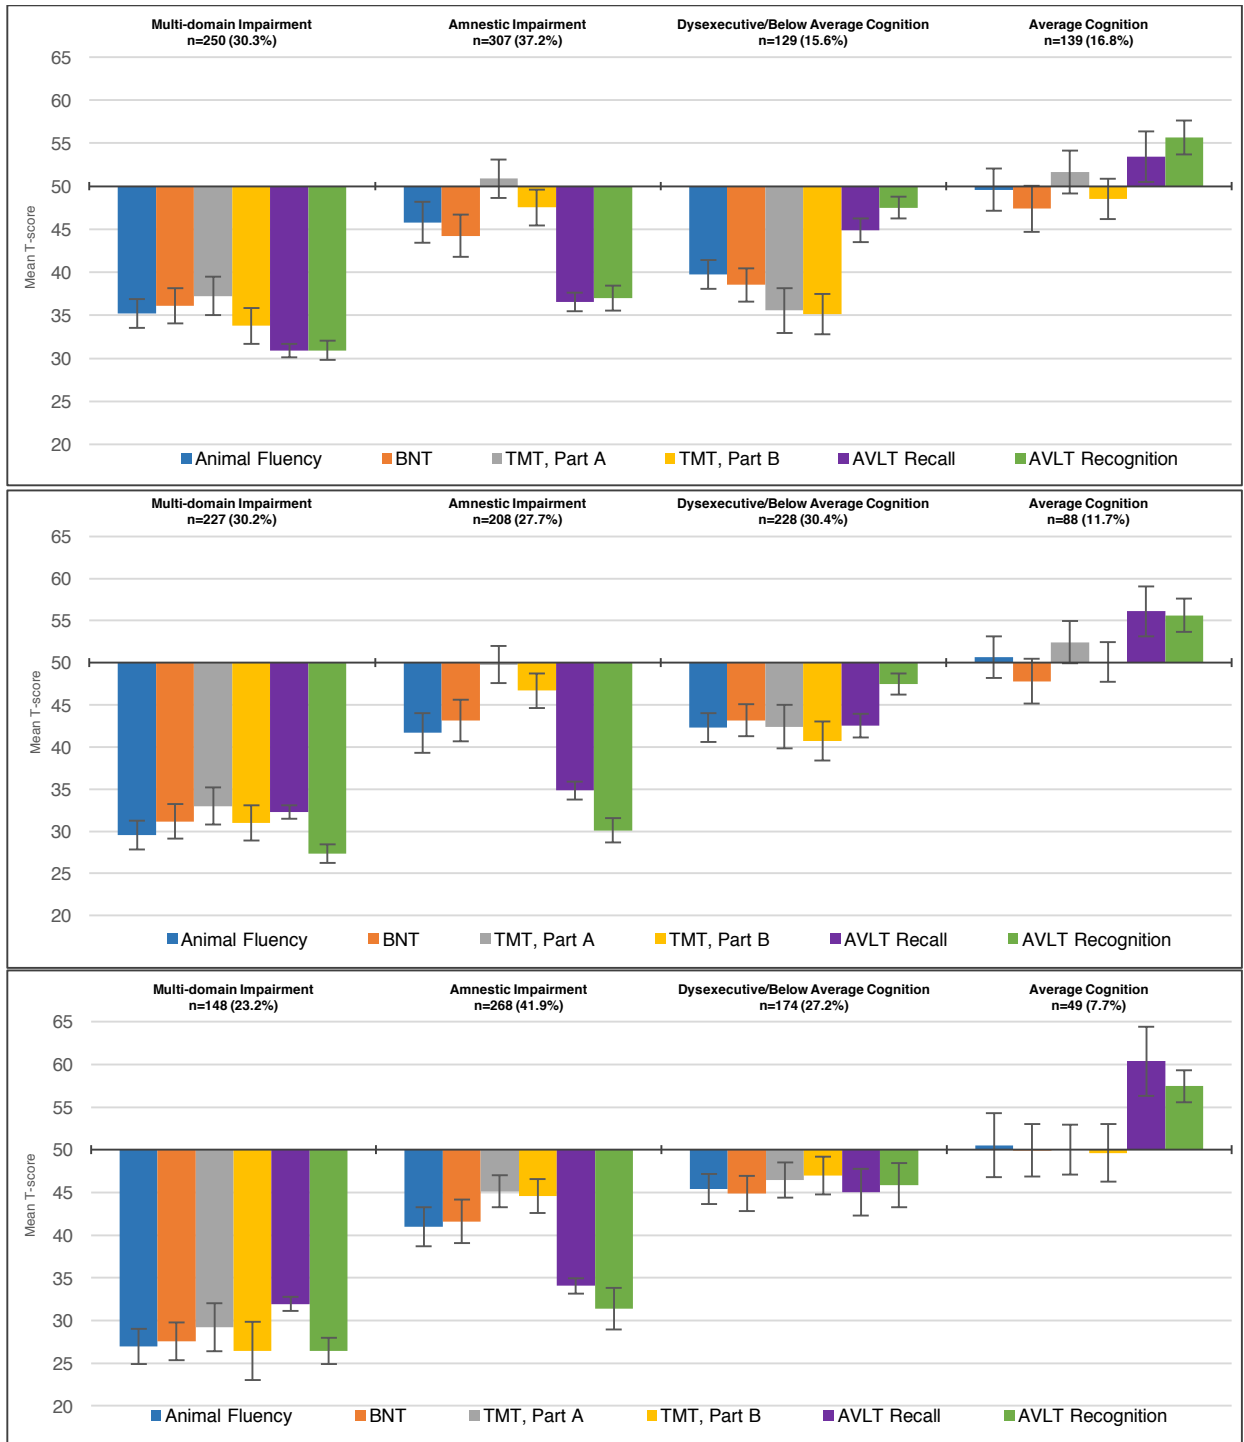 Multi-domain Impairment
n=250 (30.3%)
Amnestic Impairment
n=307 (37.2%)
Dysexecutive/Below Average Cognition
n=129 (15.6%)
Average Cognition
n=139 (16.8%)
65
60
55
50
45
40
35
30
25
20
Mean T-score
Animal Fluency BNT TMT, Part A TMT, Part B AVLT Recall AVLT Recognition
Multi-domain Impairment
n=227 (30.2%)
Amnestic Impairment
n=208 (27.7%)
Dysexecutive/Below Average Cognition
n=228 (30.4%)
Average Cognition
n=88 (11.7%)
65
60
55
50
45
40
35
30
25
20
Mean T-score
Animal Fluency BNT TMT, Part A TMT, Part B AVLT Recall AVLT Recognition
Multi-domain Impairment
n=148 (23.2%)
Amnestic Impairment
n=268 (41.9%)
Dysexecutive/Below Average Cognition
n=174 (27.2%)
Average Cognition
n=49 (7.7%)
65
60
55
50
45
40
35
30
25
20
Mean T-score
Animal Fluency BNT TMT, Part A TMT, Part B AVLT Recall AVLT Recognition